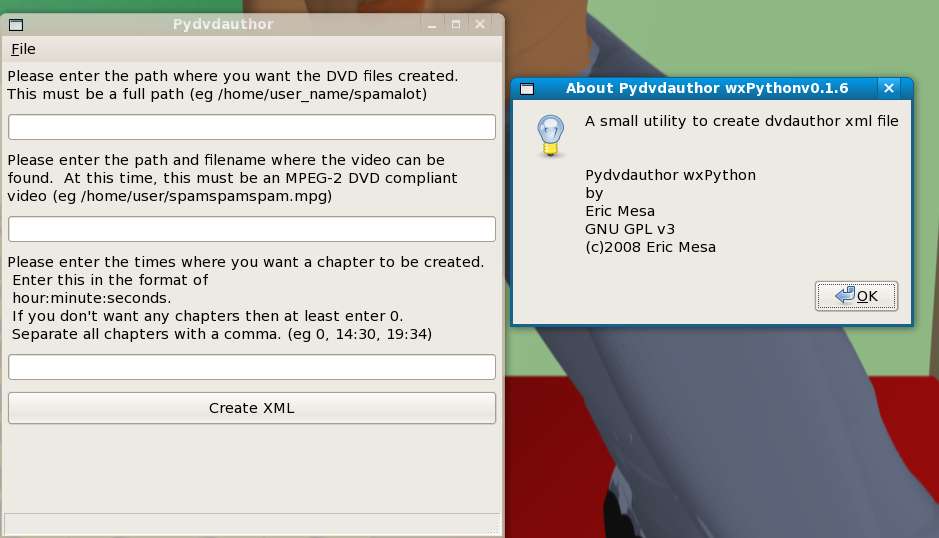 Pydvdauthor
File
Please enter the path where you want the DVD files created.
This must be a full path (eg /home/user_name/spamalot)
Please enter the path and filename where the video can be
found.  At this time, this must be an MPEG-2 DVD compliant
video (eg /home/user/spamspamspam.mpg)
Please enter the times where you want a chapter to be created.
Enter this in the format of
hour:minute:seconds.
If you don't want any chapters then at least enter 0.
Separate all chapters with a comma. (eg 0, 14:30, 19:34)
Create XML
About Pydvdauthor wxPythonv0.1.6
A small utility to create dvdauthor xml file
Pydvdauthor wxPython
by
Eric Mesa
GNU GPL v3
(c)2008 Eric Mesa
OK